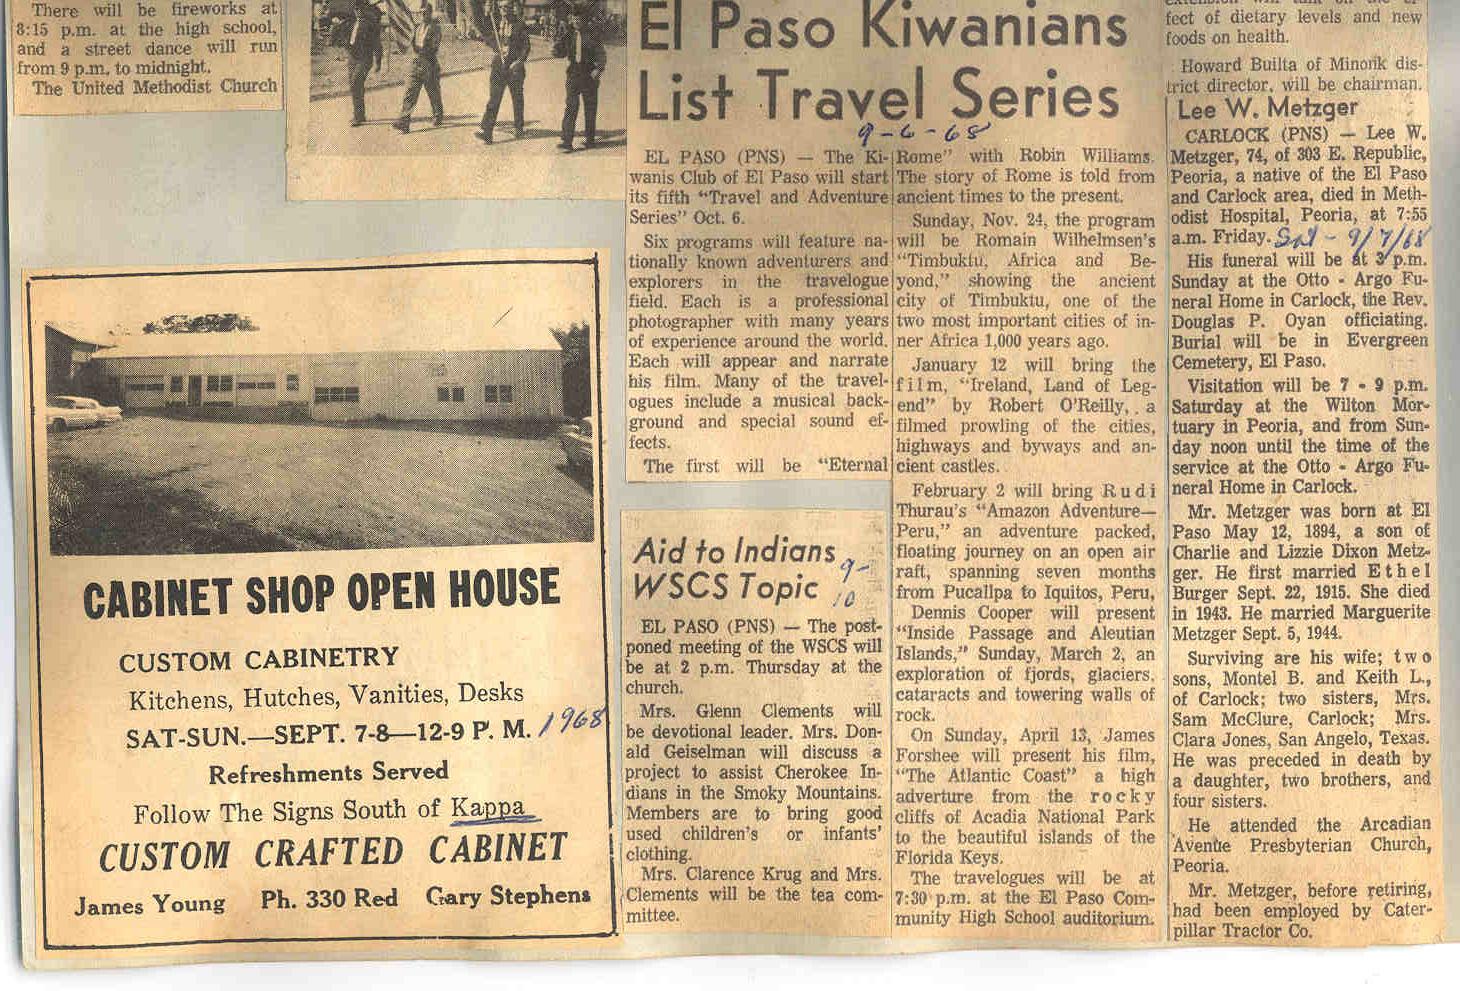 There will be fireworks at
8:15 p.m. at the high school,
and a street dance will run
from 9 p.m. to midnight.
The United Methodist Church
CABINET SHOP OPEN HOUSE
CUSTOM CABINETRY
Kitchens, Hutches, Vanities, Desks
SAT-SUN.—SEPT. 7-8—12-9 P. M. 1968
Refreshments Served
Follow The Signs South of Kappa
CUSTOM CRAFTED CABINET
James Young Ph. 330 Red Gary Stephens
El Paso Kiwanians
List Travel Series
9-6-68
EL PASO (PNS) — The Ki-
wanis Club of El Paso will start
its fifth "Travel and Adventure
Series" Oct. 6.
Six programs will feature na-
tionally known adventurers and
explorers in the travelogue
field. Each is a professional
photographer with many years
of experience around the world.
Each will appear and narrate
his film. Many of the travel-
ogues include a musical back-
ground and special sound ef-
fects.
The first will be "Eternal
Rome" with Robin Williams.
The story of Rome is told from
ancient times to the present.
Sunday, Nov. 24, the program
will be Romain Wilhelmsen's
"Timbuktu, Africa and Be-
yond," showing the ancient
city of Timbuktu, one of the
two most important cities of in-
ner Africa 1,000 years ago.
January 12 will bring the
film, "Ireland, Land of Leg-
end" by Robert O'Reilly, a
filmed prowling of the cities,
highways and byways and an-
cient castles.
February 2 will bring Rudi
Thurau's "Amazon Adventure—
Peru," an adventure packed,
floating journey on an open air
raft, spanning seven months
from Pucallpa to Iquitos, Peru,
Dennis Cooper will present
"Inside Passage and Aleutian
Islands," Sunday, March 2, an
exploration of fjords, glaciers,
cataracts and towering walls of
rock.
On Sunday, April 13, James
Forshee will present his film,
"The Atlantic Coast" a high
adverture from the rocky
cliffs of Acadia National Park
to the beautiful islands of the
Florida Keys.
The travelogues will be at
7:30 p.m. at the El Paso Com-
munity High School auditorium.
Aid to Indians
WSCS Topic
9-
10
EL PASO (PNS) — The post-
poned meeting of the WSCS will
be at 2 p.m. Thursday at the
church.
Mrs. Glenn Clements will
be devotional leader. Mrs. Don-
ald Geiselman will discuss a
project to assist Cherokee In-
dians in the Smoky Mountains.
Members are to bring good
used children's or infants'
clothing.
Mrs. Clarence Krug and Mrs.
Clements will be the tea com-
mittee.
fect of dietary levels and new
foods on health.
Howard Builta of Minonk dis-
trict director, will be chairman.
Lee W. Metzger
CARLOCK (PNS) — Lee W.
Metzger, 74, of 303 E. Republic,
Peoria, a native of the El Paso
and Carlock area, died in Meth-
odist Hospital, Peoria, at 7:55
a.m. Friday. Sat - 9/7/68
His funeral will be at 3 p.m.
Sunday at the Otto - Argo Fu-
neral Home in Carlock, the Rev.
Douglas P. Oyan officiating.
Burial will be in Evergreen
Cemetery, El Paso.
Visitation will be 7 - 9 p.m.
Saturday at the Wilton Mor-
tuary in Peoria, and from Sun-
day noon until the time of the
service at the Otto - Argo Fu-
neral Home in Carlock.
Mr. Metzger was born at El
Paso May 12, 1894, a son of
Charlie and Lizzie Dixon Metz-
ger. He first married Ethel
Burger Sept. 22, 1915. She died
in 1943. He married Marguerite
Metzger Sept. 5, 1944.
Surviving are his wife; two
sons, Montel B. and Keith L.,
of Carlock; two sisters, Mrs.
Sam McClure, Carlock; Mrs.
Clara Jones, San Angelo, Texas.
He was preceded in death by
a daughter, two brothers, and
four sisters.
He attended the Arcadian
Avenue Presbyterian Church,
Peoria.
Mr. Metzger, before retiring,
had been employed by Cater-
pillar Tractor Co.